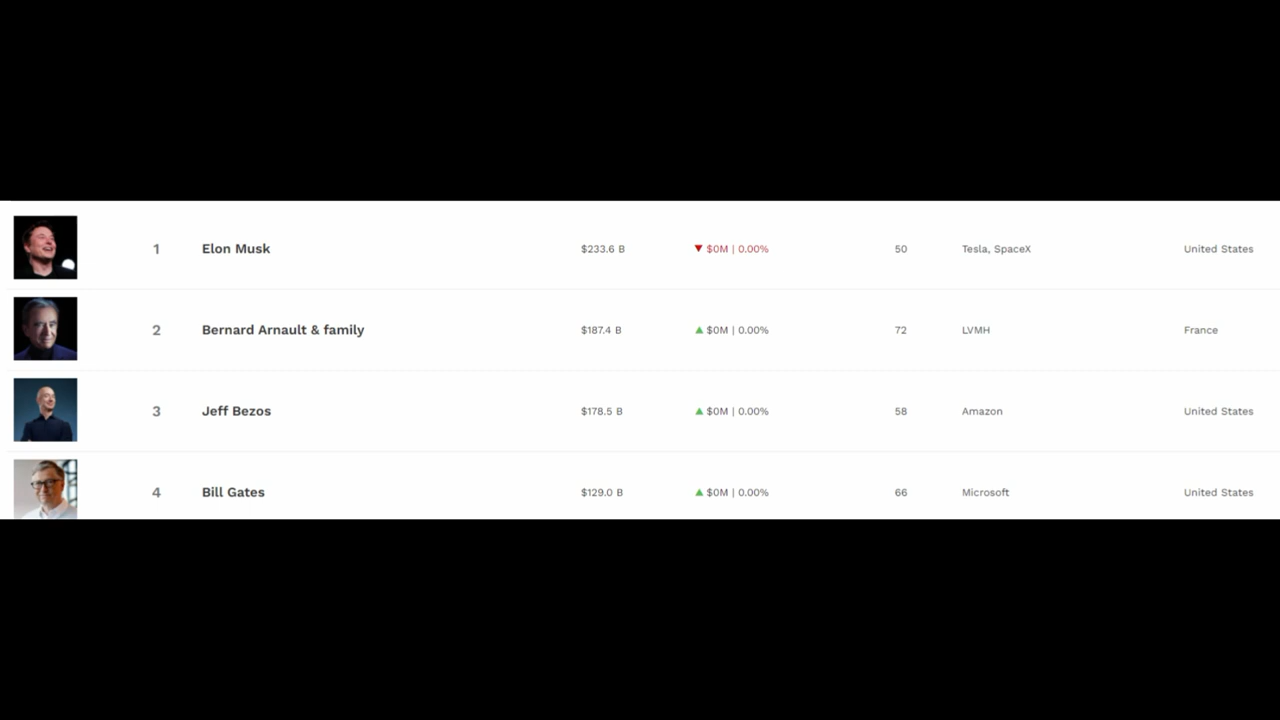 1 Elon Musk $233.6 B ▼ $0M | 0.00% 50 Tesla, SpaceX United States
2 Bernard Arnault & family $187.4 B ▲ $0M | 0.00% 72 LVMH France
3 Jeff Bezos $178.5 B ▲ $0M | 0.00% 58 Amazon United States
4 Bill Gates $129.0 B ▲ $0M | 0.00% 66 Microsoft United States